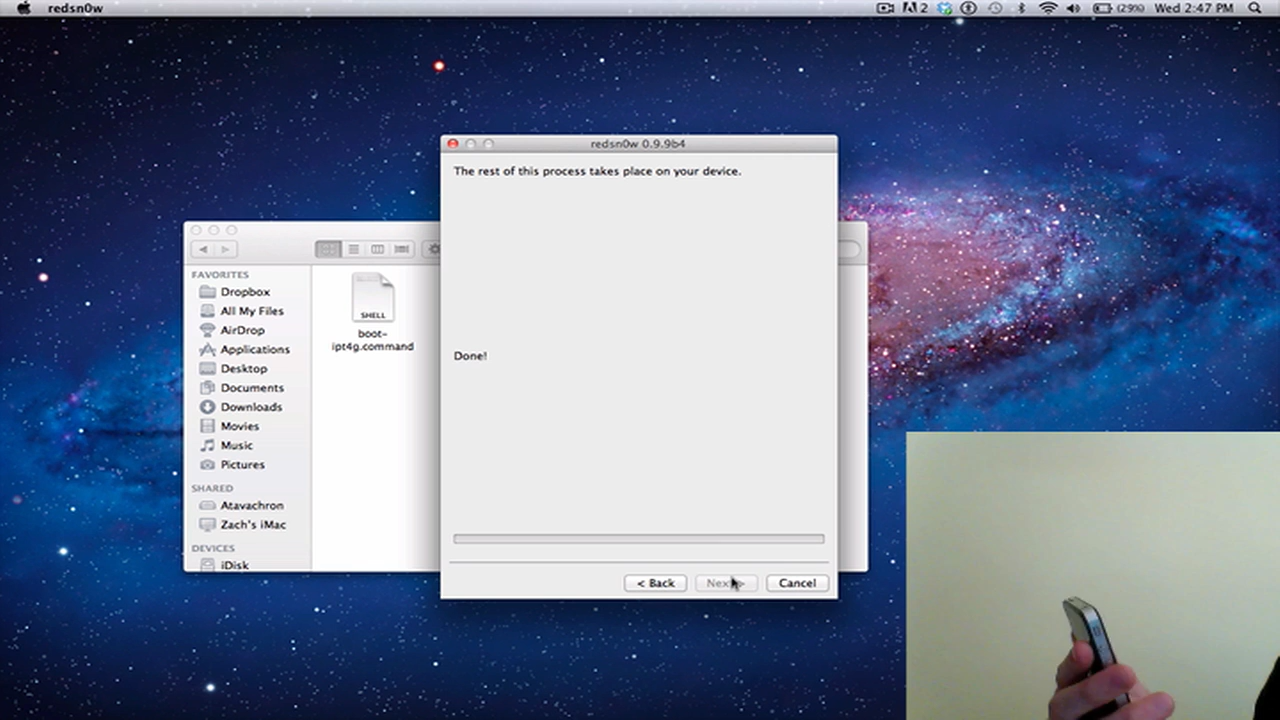 redsn0w
2
(29%)
Wed 2:47 PM
redsn0w 0.9.9b4
The rest of this process takes place on your device.
Done!
< Back
Cancel
FAVORITES
Dropbox
All My Files
AirDrop
Applications
Desktop
Documents
Downloads
Movies
Music
Pictures
SHARED
Atavachron
Zach's iMac
DEVICES
iDisk
SHELL
boot-
ipt4g.command